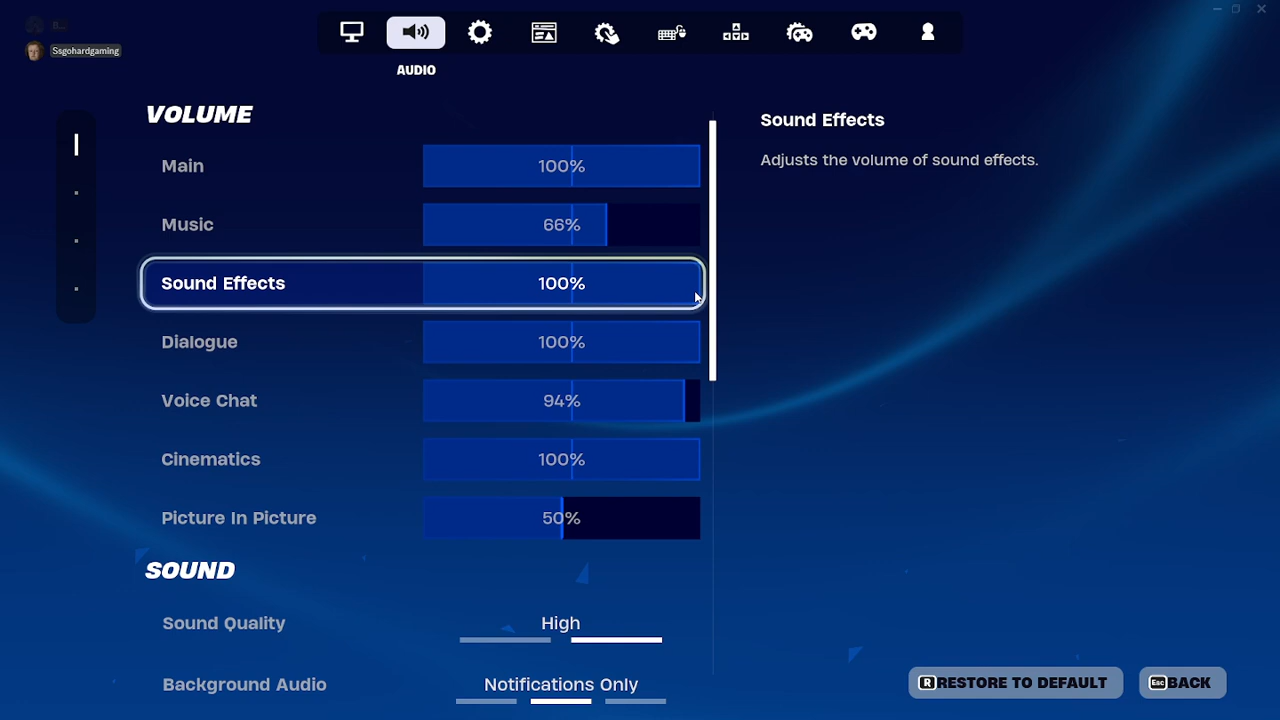 B...
Ssgohardgaming
AUDIO
VOLUME
Main 100%
Music 66%
Sound Effects 100%
Dialogue 100%
Voice Chat 94%
Cinematics 100%
Picture In Picture 50%
SOUND
Sound Quality High
Background Audio Notifications Only
Sound Effects
Adjusts the volume of sound effects.
R RESTORE TO DEFAULT
Esc BACK